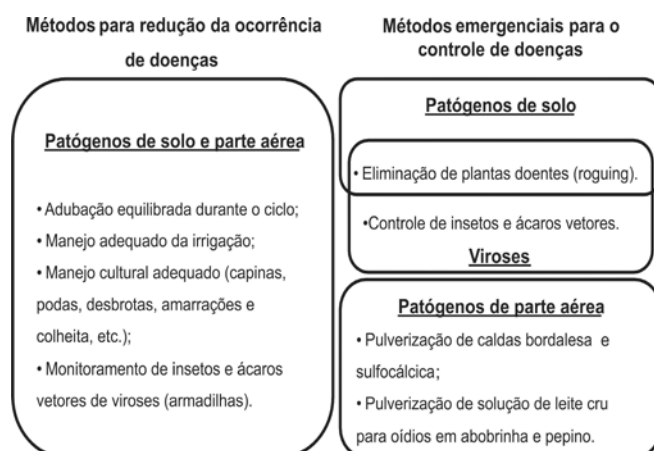 Métodos para redução da ocorrência
de doenças
Patógenos de solo e parte aérea
• Adubação equilibrada durante o ciclo;
• Manejo adequado da irrigação;
• Manejo cultural adequado (capinas,
podas, desbrotas, amarrações e
colheita, etc.);
• Monitoramento de insetos e ácaros
vetores de viroses (armadilhas).
Métodos emergenciais para o
controle de doenças
Patógenos de solo
• Eliminação de plantas doentes (roguing).
•Controle de insetos e ácaros vetores.
Viroses
Patógenos de parte aérea
• Pulverização de caldas bordalesa e
sulfocálcica;
• Pulverização de solução de leite cru
para oídios em abobrinha e pepino.